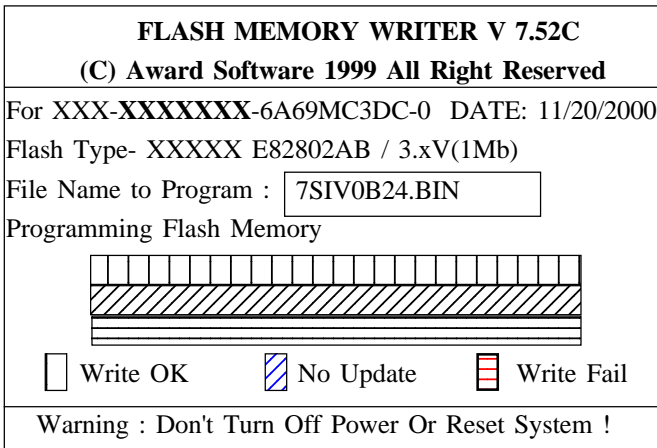 FLASH MEMORY WRITER V 7.52C
(C) Award Software 1999 All Right Reserved
For XXX-XXXXXXX-6A69MC3DC-0 DATE: 11/20/2000
Flash Type- XXXXX E82802AB / 3.xV(1Mb)
File Name to Program : 7SIV0B24.BIN
Programming Flash Memory
Write OK No Update Write Fail
Warning : Don't Turn Off Power Or Reset System !